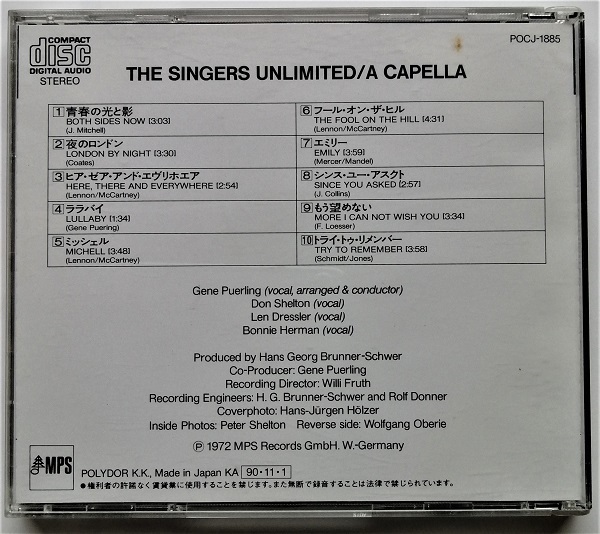 COMPACT
disc
DIGITAL AUDIO
STEREO
POCJ-1885
THE SINGERS UNLIMITED/A CAPELLA
1 青春の光と影
BOTH SIDES NOW [3:03]
(J. Mitchell)
2 夜のロンドン
LONDON BY NIGHT [3:30]
(Coates)
3 ヒア・ゼア・アンド・エヴリホエア
HERE, THERE AND EVERYWHERE [2:54]
(Lennon/McCartney)
4 ララバイ
LULLABY [1:34]
(Gene Puering)
5 ミッシェル
MICHELL [3:48]
(Lennon/McCartney)
6 フール・オン・ザ・ヒル
THE FOOL ON THE HILL [4:31]
(Lennon/McCartney)
7 エミリー
EMILY [3:59]
(Mercer/Mandel)
8 シンス・ユー・アスクト
SINCE YOU ASKED [2:57]
(J. Collins)
9 もう望めない
MORE I CAN NOT WISH YOU [3:34]
(F. Loesser)
10 トライ・トゥ・リメンバー
TRY TO REMEMBER [3:58]
(Schmidt/Jones)
Gene Puerling (vocal, arranged & conductor)
Don Shelton (vocal)
Len Dressler (vocal)
Bonnie Herman (vocal)
Produced by Hans Georg Brunner-Schwer
Co-Producer: Gene Puerling
Recording Director: Willi Fruth
Recording Engineers: H. G. Brunner-Schwer and Rolf Donner
Coverphoto: Hans-Jürgen Hölzer
Inside Photos: Peter Shelton Reverse side: Wolfgang Oberie
Ⓟ 1972 MPS Records GmbH. W.-Germany
MPS
POLYDOR K.K., Made in Japan KA 90・11・1
●権利者の許諾なく賃貸業に使用することを禁じます。また無断で録音することは法律で禁じられています。